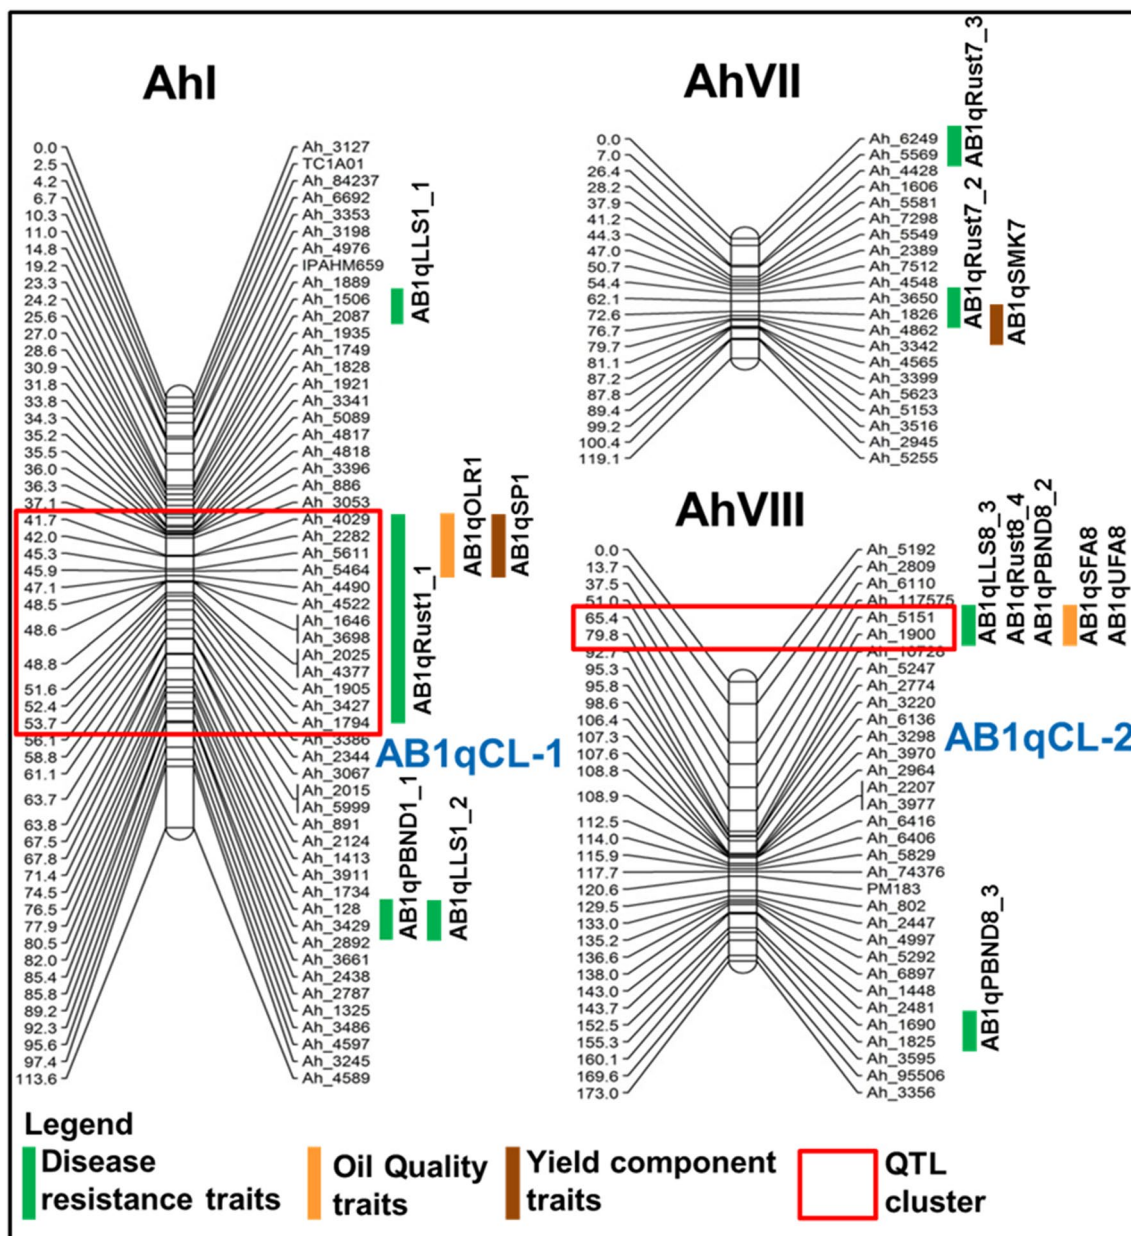 AhI
0.0 Ah_3127
2.5 TC1A01
4.2 Ah_84237
6.7 Ah_6692
10.3 Ah_3353
11.0 Ah_3198
14.8 Ah_4976
19.2 IPAHM659
23.3 Ah_1889
24.2 Ah_1506
25.6 Ah_2087
27.0 Ah_1935
28.6 Ah_1749
30.9 Ah_1828
31.8 Ah_1921
33.8 Ah_3341
34.3 Ah_5089
35.2 Ah_4817
35.5 Ah_4818
36.0 Ah_3396
36.3 Ah_886
37.1 Ah_3053
41.7 Ah_4029
42.0 Ah_2282
45.3 Ah_5611
45.9 Ah_5464
47.1 Ah_4490
48.5 Ah_4522
48.6 Ah_1646
Ah_3698
48.8 Ah_2025
Ah_4377
51.6 Ah_1905
52.4 Ah_3427
53.7 Ah_1794
56.1 Ah_3386
58.8 Ah_2344
61.1 Ah_3067
63.7 Ah_2015
Ah_5999
63.8 Ah_891
67.5 Ah_2124
67.8 Ah_1413
71.4 Ah_3911
74.5 Ah_1734
76.5 Ah_128
77.9 Ah_3429
80.5 Ah_2892
82.0 Ah_3661
85.4 Ah_2438
85.8 Ah_2787
89.2 Ah_1325
92.3 Ah_3486
95.6 Ah_4597
97.4 Ah_3245
113.6 Ah_4589
AB1qLLS1_1
AB1qRust1_1
AB1qOLR1
AB1qSP1
AB1qCL-1
AB1qPBND1_1
AB1qLLS1_2
AhVII
0.0 Ah_6249
7.0 Ah_5569
26.4 Ah_4428
28.2 Ah_1606
37.9 Ah_5581
41.2 Ah_7298
44.3 Ah_5549
47.0 Ah_2389
50.7 Ah_7512
54.4 Ah_4548
62.1 Ah_3650
72.6 Ah_1826
76.7 Ah_4862
79.7 Ah_3342
81.1 Ah_4565
87.2 Ah_3399
87.8 Ah_5623
89.4 Ah_5153
99.2 Ah_3516
100.4 Ah_2945
119.1 Ah_5255
AB1qRust7_3
AB1qRust7_2
AB1qSMK7
AhVIII
0.0 Ah_5192
13.7 Ah_2809
37.5 Ah_6110
51.0 Ah_117575
65.4 Ah_5151
79.8 Ah_1900
92.7 Ah_10728
95.3 Ah_5247
95.8 Ah_2774
98.6 Ah_3220
106.4 Ah_6136
107.3 Ah_3298
107.6 Ah_3970
108.8 Ah_2964
108.9 Ah_2207
Ah_3977
112.5 Ah_6416
114.0 Ah_6406
115.9 Ah_5829
117.7 Ah_74376
120.6 PM183
129.5 Ah_802
133.0 Ah_2447
135.2 Ah_4997
136.6 Ah_5292
138.0 Ah_6897
143.0 Ah_1448
143.7 Ah_2481
152.5 Ah_1690
155.3 Ah_1825
160.1 Ah_3595
169.6 Ah_95506
173.0 Ah_3356
AB1qLLS8_3
AB1qRust8_4
AB1qPBND8_2
AB1qSFA8
AB1qUFA8
AB1qCL-2
AB1qPBND8_3
Legend
Disease
resistance traits
Oil Quality
traits
Yield component
traits
QTL
cluster